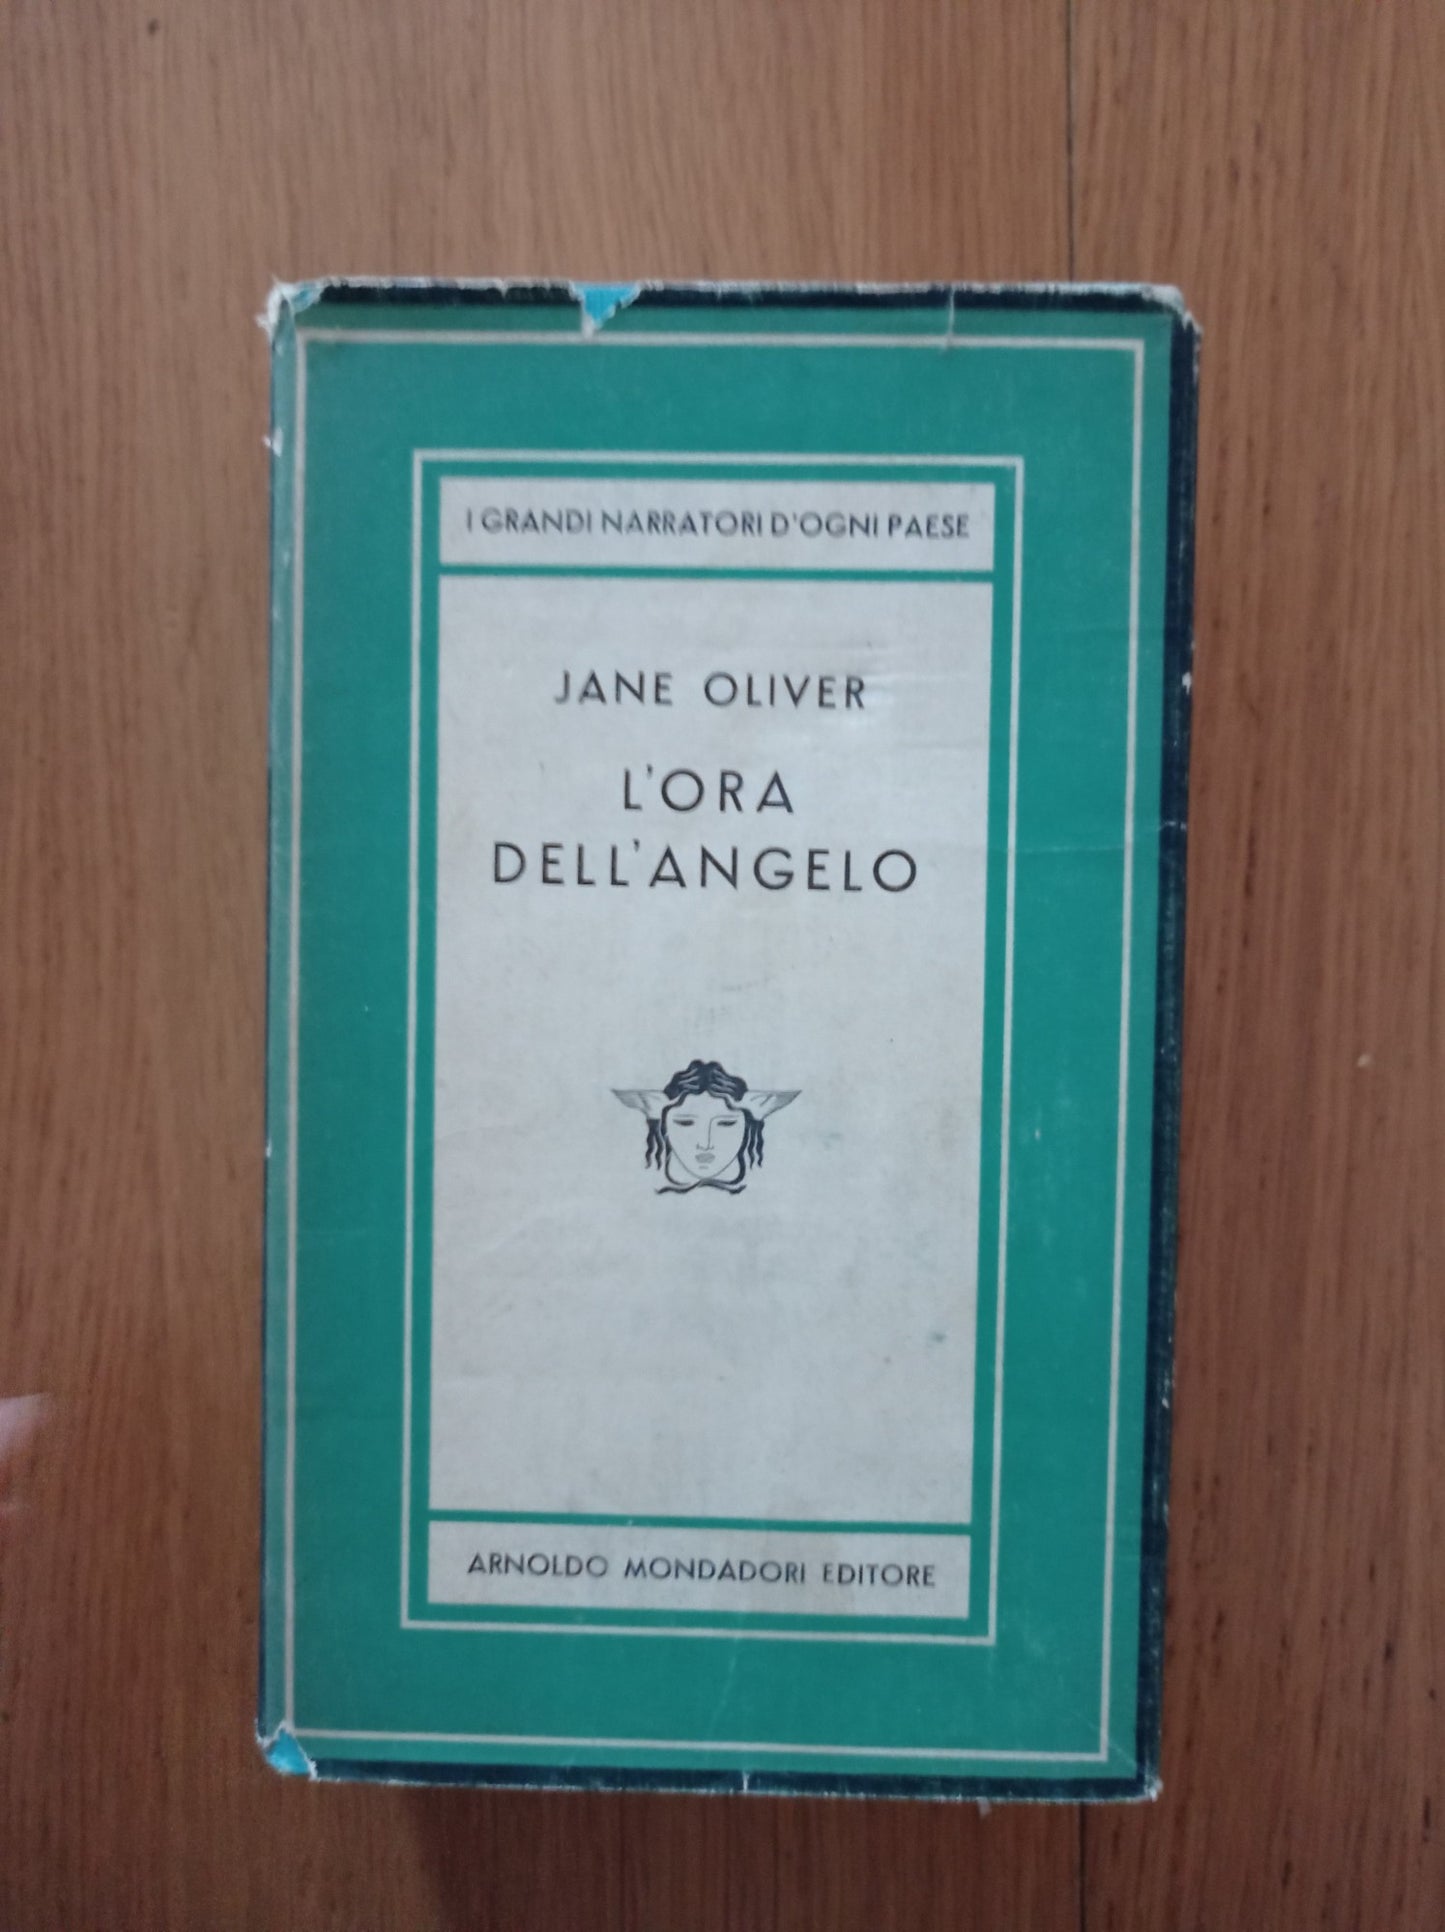 I GRANDI NARRATORI D'OGNI PAESE
JANE OLIVER
L'ORA
DELL'ANGELO
ARNOLDO MONDADORI EDITORE